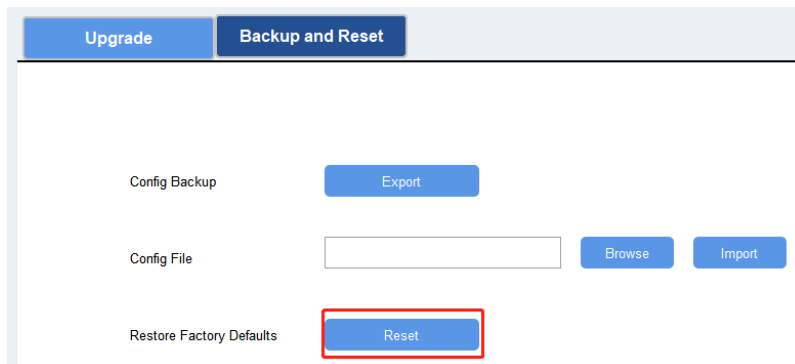 Upgrade
Backup and Reset
Config Backup
Export
Config File
Browse
Import
Restore Factory Defaults
Reset